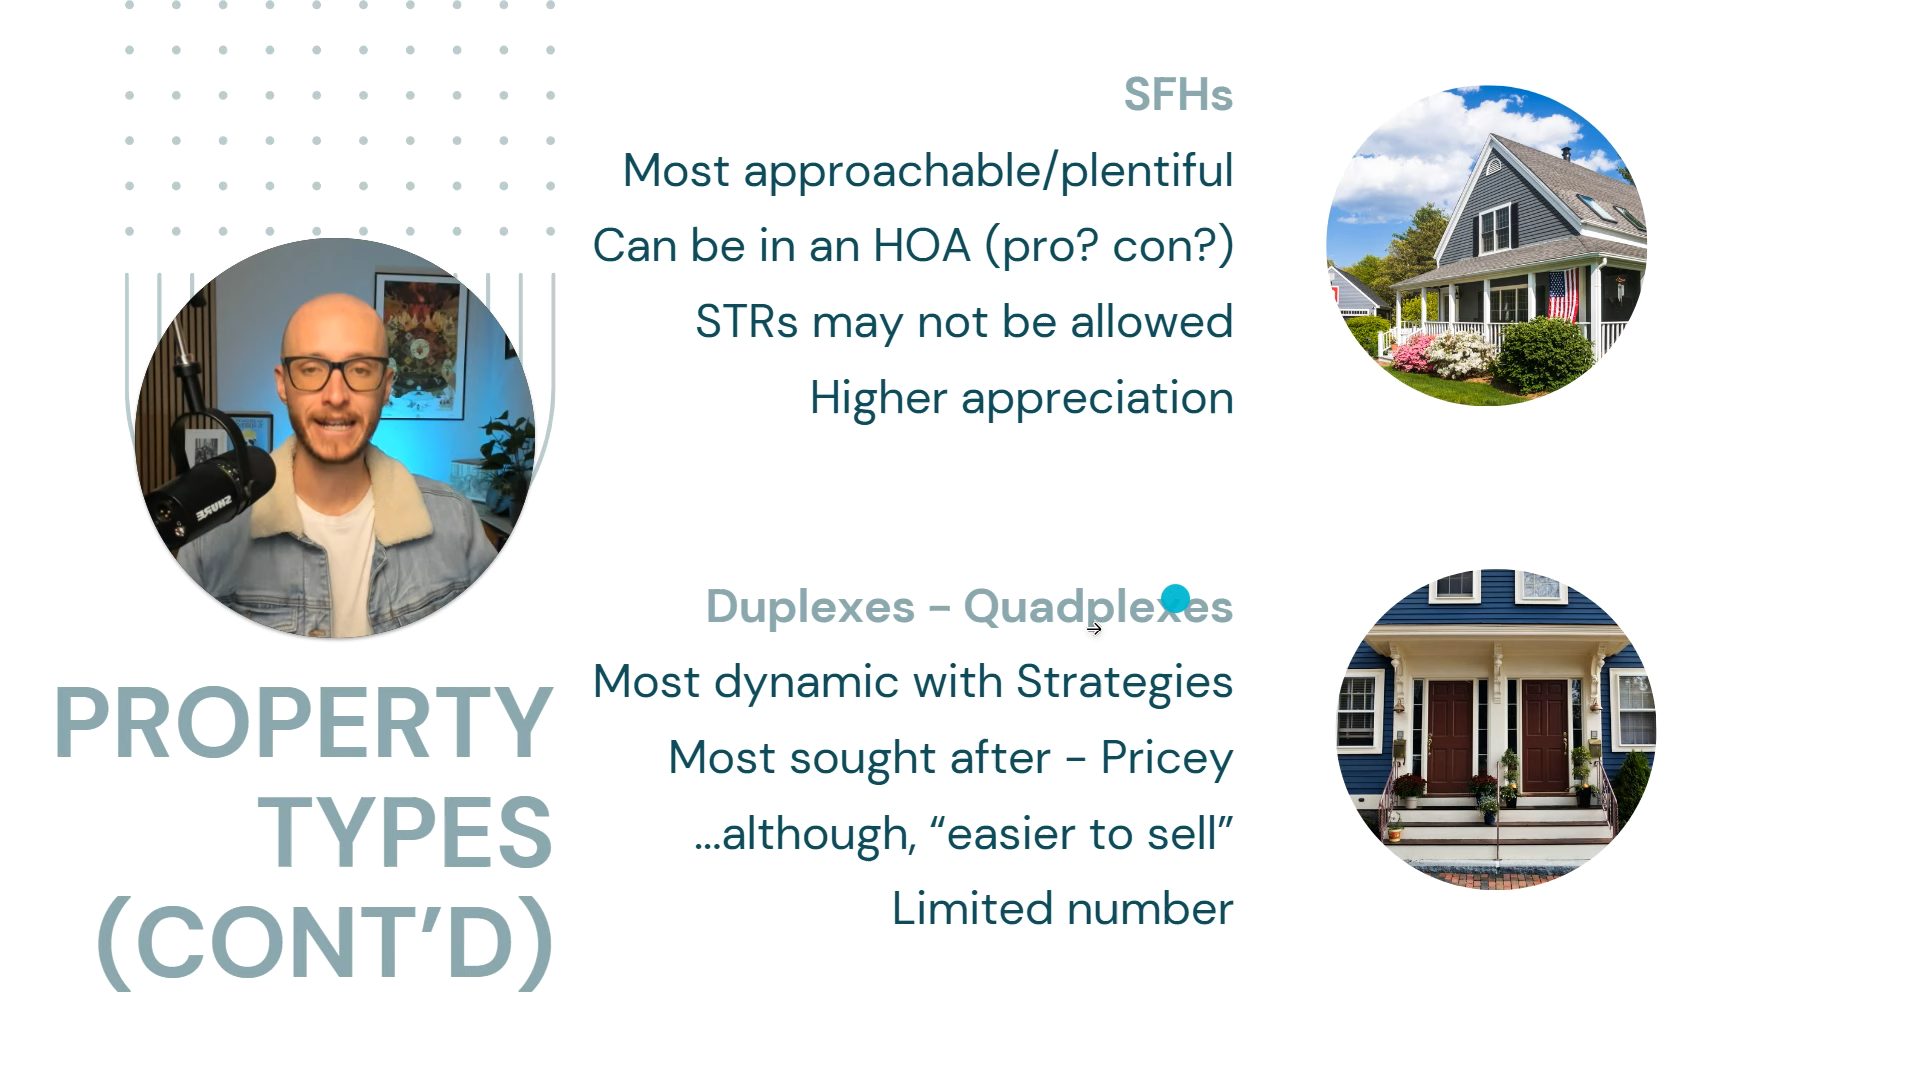 SFHs
Most approachable/plentiful
Can be in an HOA (pro? con?)
STRs may not be allowed
Higher appreciation
SHURE
Duplexes - Quadplexes
Most dynamic with Strategies
Most sought after - Pricey
...although, “easier to sell”
Limited number
PROPERTY
TYPES
(CONT’D)